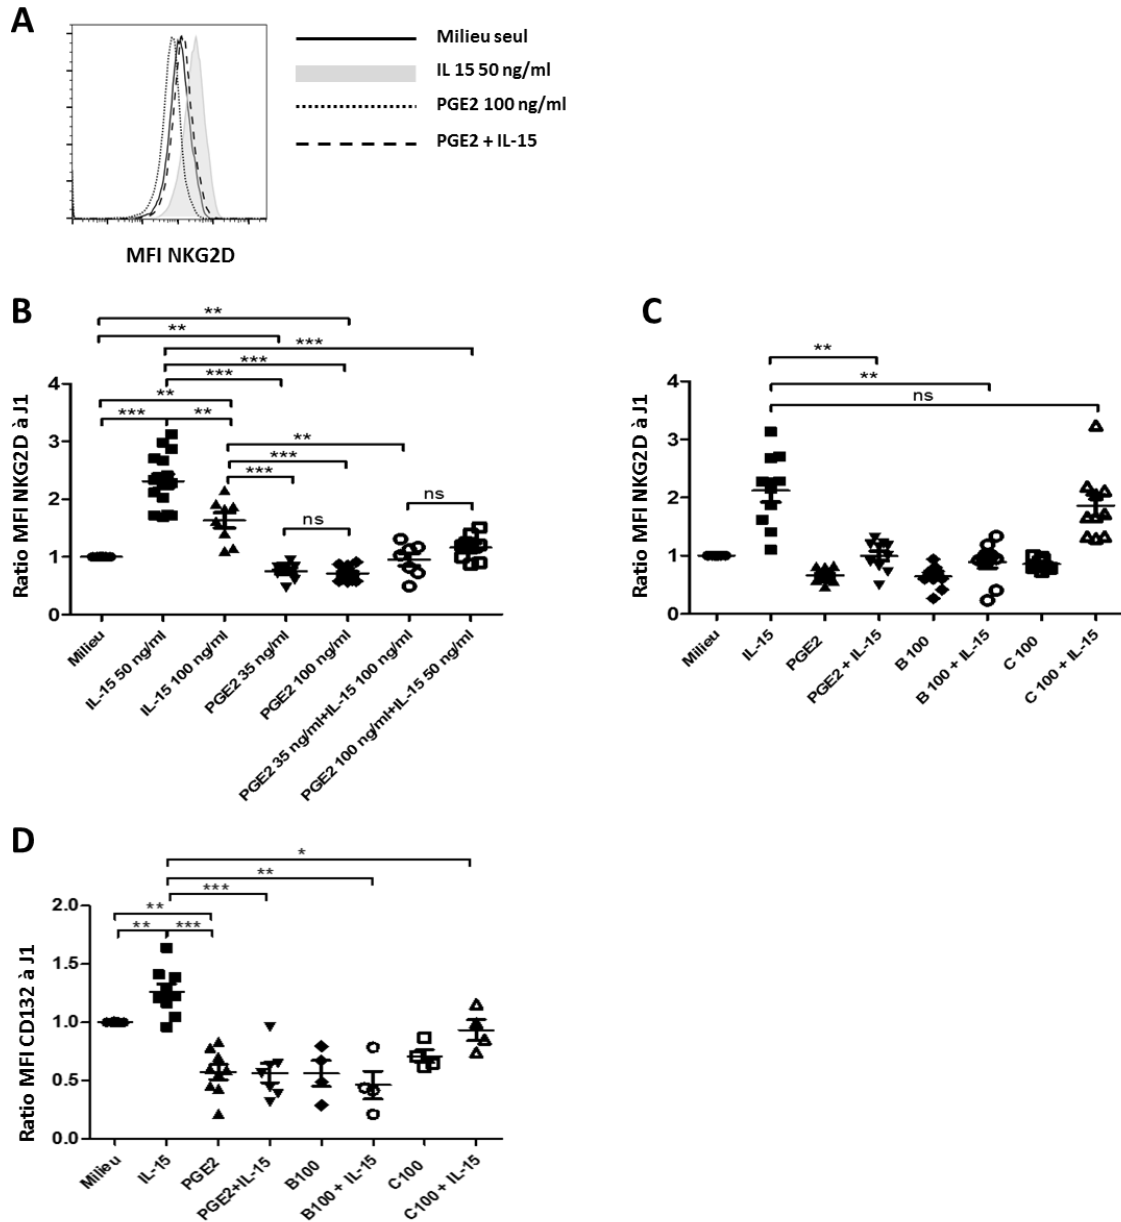 A
Milieu seul
IL 15 50 ng/ml
PGE2 100 ng/ml
PGE2 + IL-15
MFI NKG2D
B
**
**
***
***
***
**
***
**
**
***
***
ns
ns
Ratio MFI NKG2D à J1
4
3
2
1
0
Milieu
IL-15 50 ng/ml
IL-15 100 ng/ml
PGE2 35 ng/ml
PGE2 100 ng/ml
PGE2 35 ng/ml+IL-15 100 ng/ml
PGE2 100 ng/ml+IL-15 50 ng/ml
C
**
**
ns
Ratio MFI NKG2D à J1
4
3
2
1
0
Milieu
IL-15
PGE2
PGE2 + IL-15
B 100
B 100 + IL-15
C 100
C 100 + IL-15
D
*
**
***
**
**
***
Ratio MFI CD132 à J1
2.0
1.5
1.0
0.5
0.0
Milieu
IL-15
PGE2
PGE2+IL-15
B100
B100 + IL-15
C100
C100 + IL-15